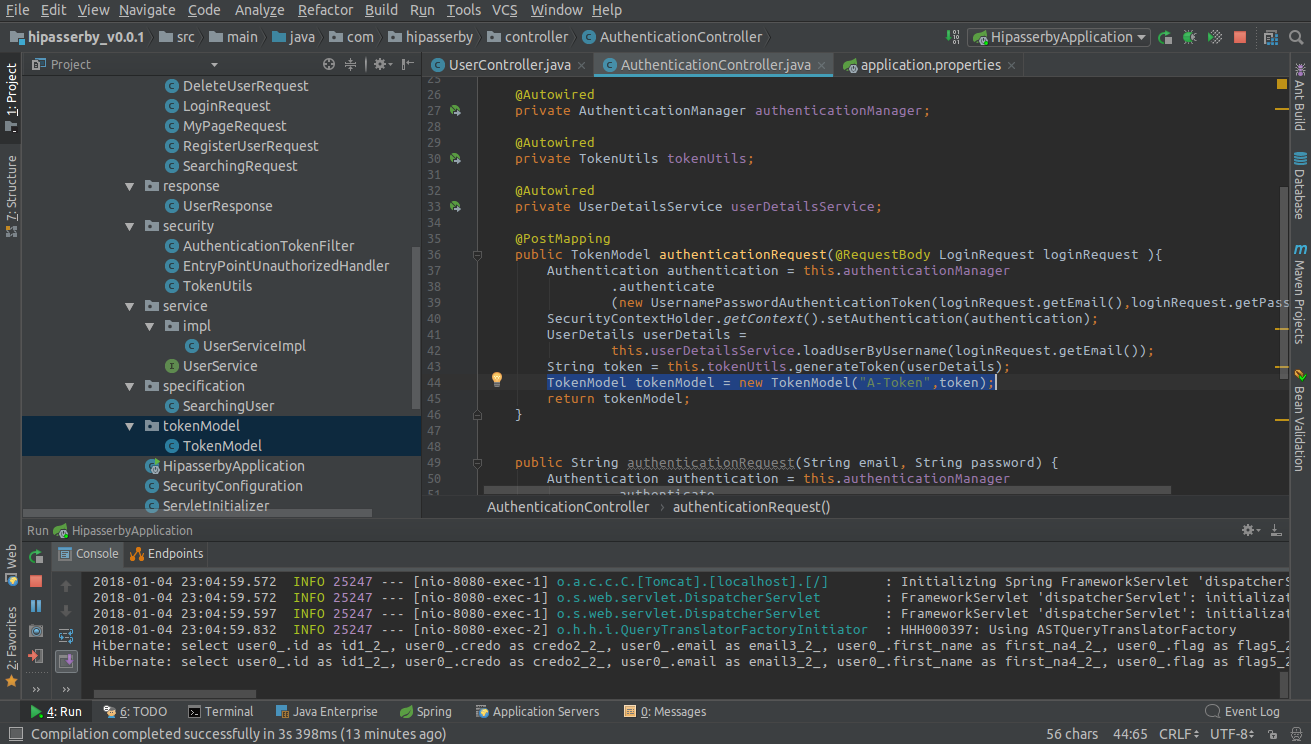 File Edit View Navigate Code Analyze Refactor Build Run Tools VCS Window Help
hipasserby_v0.0.1 src main java com hipasserby controller AuthenticationController HipasserbyApplication
Project
UserController.java AuthenticationController.java application.properties
1: Project
7: Structure
Web
2: Favorites
DeleteUserRequest
LoginRequest
MyPageRequest
RegisterUserRequest
SearchingRequest
response
UserResponse
security
AuthenticationTokenFilter
EntryPointUnauthorizedHandler
TokenUtils
service
impl
UserServiceImpl
UserService
specification
SearchingUser
tokenModel
TokenModel
HipasserbyApplication
SecurityConfiguration
ServletInitializer
25
26 @Autowired
27 private AuthenticationManager authenticationManager;
28
29 @Autowired
30 private TokenUtils tokenUtils;
31
32 @Autowired
33 private UserDetailsService userDetailsService;
34
35 @PostMapping
36 public TokenModel authenticationRequest(@RequestBody LoginRequest loginRequest ){
37 Authentication authentication = this.authenticationManager
38 .authenticate
39 (new UsernamePasswordAuthenticationToken(loginRequest.getEmail(),loginRequest.getPass
40 SecurityContextHolder.getContext().setAuthentication(authentication);
41 UserDetails userDetails =
42 this.userDetailsService.loadUserByUsername(loginRequest.getEmail());
43 String token = this.tokenUtils.generateToken(userDetails);
44 TokenModel tokenModel = new TokenModel("A-Token",token);
45 return tokenModel;
46 }
47
48
49 public String authenticationRequest(String email, String password) {
50 Authentication authentication = this.authenticationManager
51 .authenticate
AuthenticationController › authenticationRequest()
Ant Build
Database
Maven Projects
Bean Validation
Run HipasserbyApplication
Console Endpoints
2018-01-04 23:04:59.572 INFO 25247 --- [nio-8080-exec-1] o.a.c.c.C.[Tomcat].[localhost].[/] : Initializing Spring FrameworkServlet 'dispatcherS
2018-01-04 23:04:59.572 INFO 25247 --- [nio-8080-exec-1] o.s.web.servlet.DispatcherServlet : FrameworkServlet 'dispatcherServlet': initializat
2018-01-04 23:04:59.597 INFO 25247 --- [nio-8080-exec-1] o.s.web.servlet.DispatcherServlet : FrameworkServlet 'dispatcherServlet': initializat
2018-01-04 23:04:59.832 INFO 25247 --- [nio-8080-exec-2] o.h.h.i.QueryTranslatorFactoryInitiator : HHH000397: Using ASTQueryTranslatorFactory
Hibernate: select user0_.id as id1_2_, user0_.credo as credo2_2_, user0_.email as email3_2_, user0_.first_name as first_na4_2_, user0_.flag as flag5_2
Hibernate: select user0_.id as id1_2_, user0_.credo as credo2_2_, user0_.email as email3_2_, user0_.first_name as first_na4_2_, user0_.flag as flag5_2
4: Run 6: TODO Terminal Java Enterprise Spring Application Servers 0: Messages Event Log
Compilation completed successfully in 3s 398ms (13 minutes ago) 56 chars 44:65 CRLF UTF-8